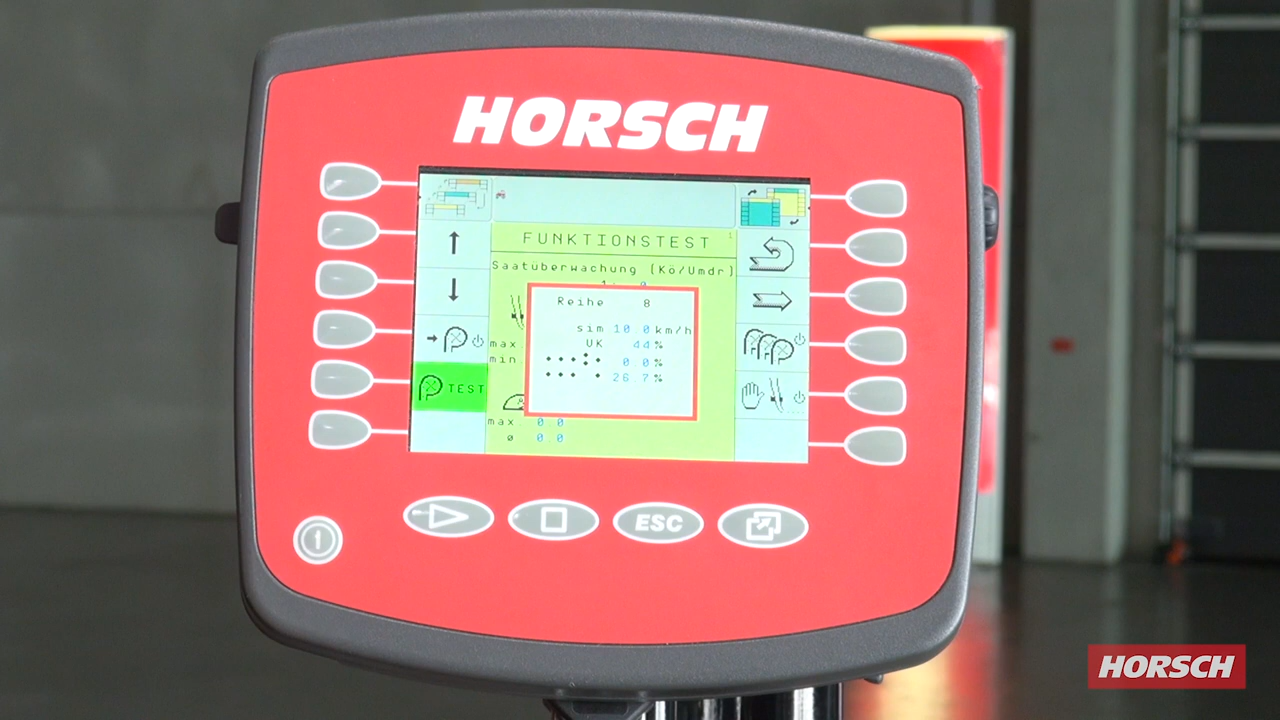 HORSCH
FUNKTIONSTEST
Saatüberwachung (Kö/Umdr)
Reihe 8
sim 10.0 km/h
max UK 44%
min 0.0%
26.7%
TEST
max 0.0
ø 0.0
ESC
HORSCH